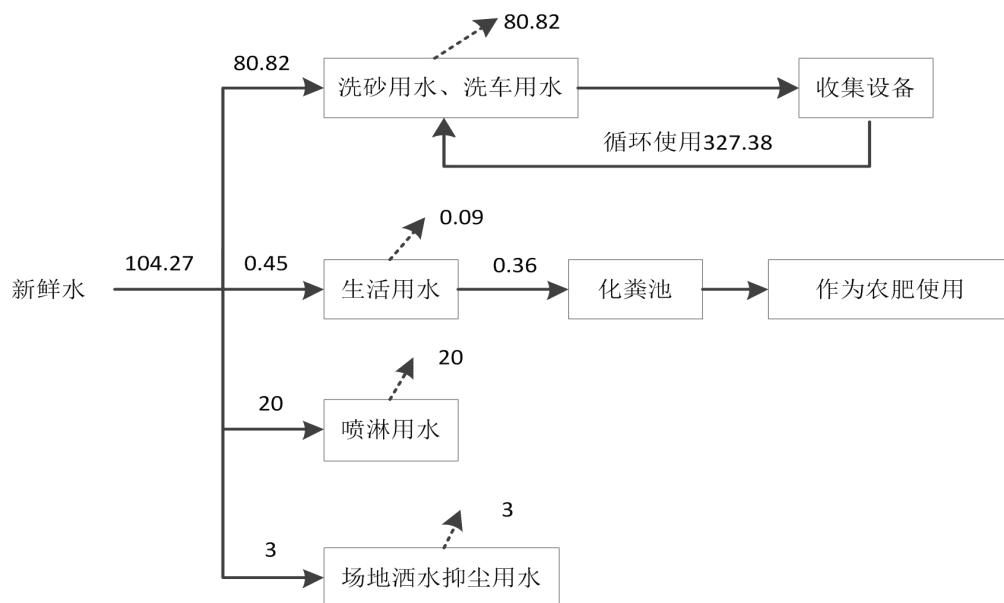 80.82
80.82
洗砂用水、洗车用水
收集设备
循环使用327.38
0.09
新鲜水
104.27
0.45
生活用水
0.36
化粪池
作为农肥使用
20
20
喷淋用水
3
3
场地洒水抑尘用水